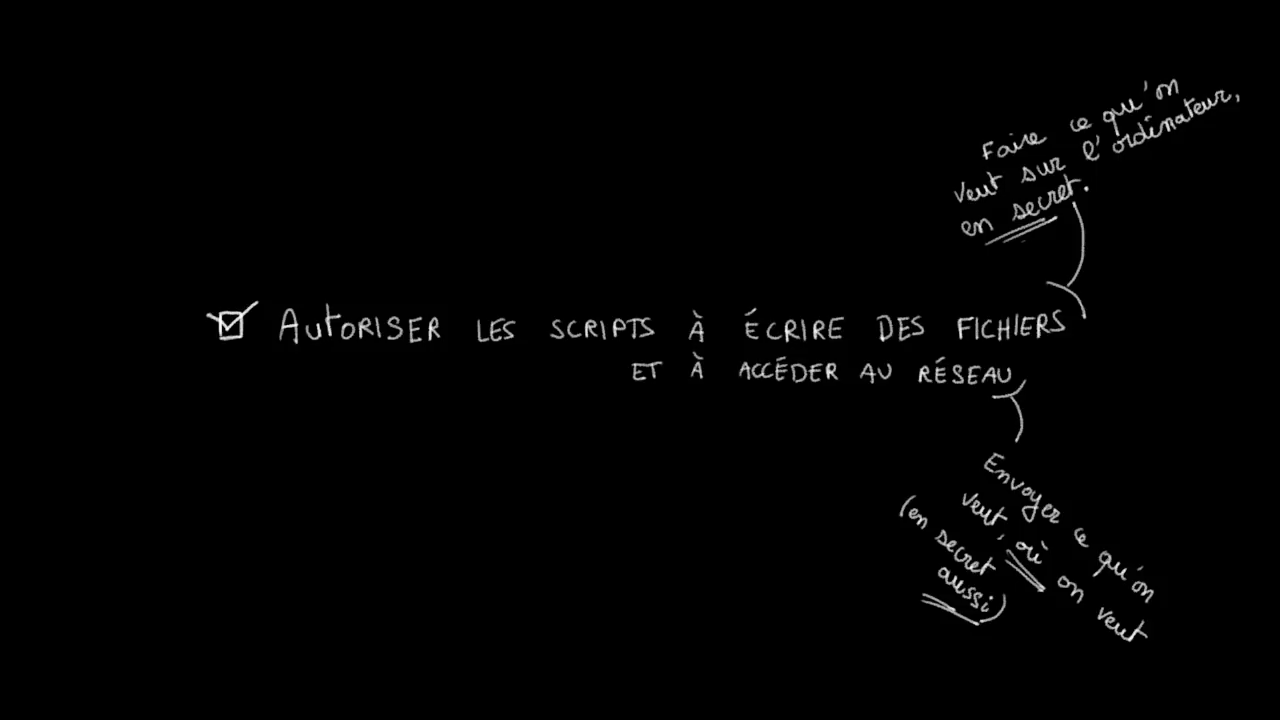 Faire ce qu'on
veut sur l'ordinateur,
en secret.
AUTORISER LES SCRIPTS À ÉCRIRE DES FICHIERS
ET À ACCÉDER AU RÉSEAU
Envoyer ce qu'on
veut, où on veut
(en secret
aussi)